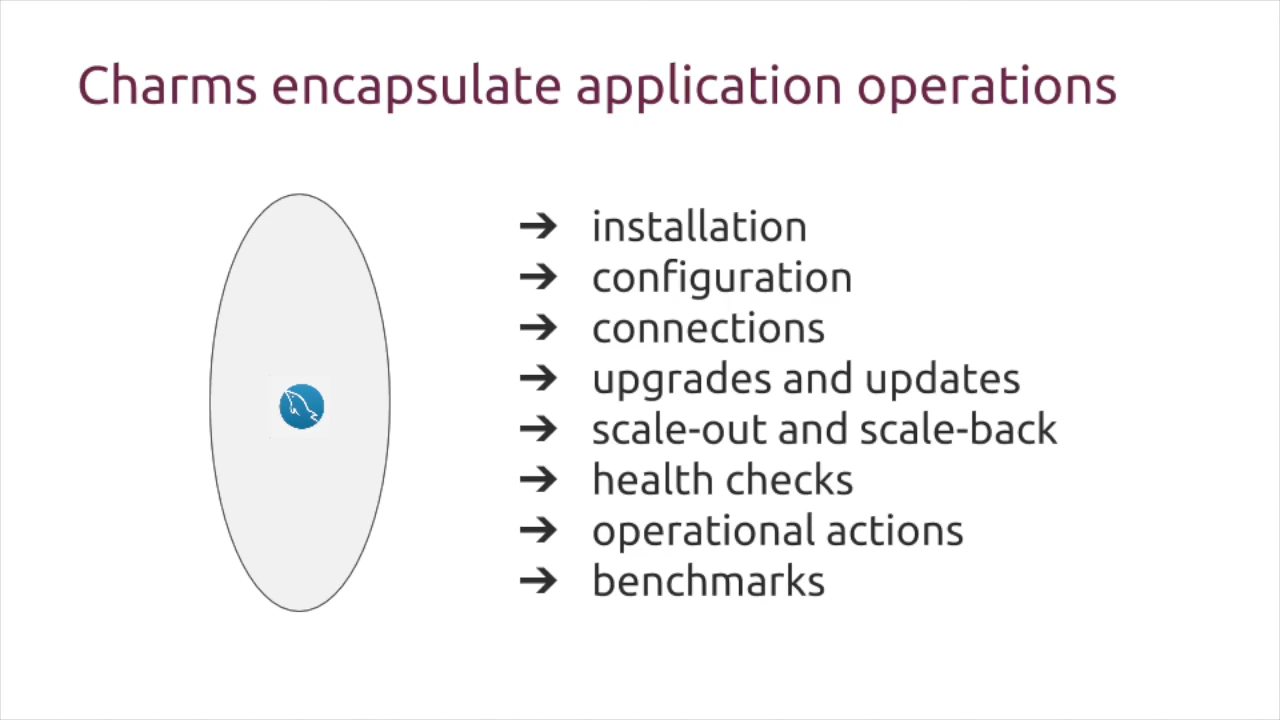 Charms encapsulate application operations
➔ installation
➔ configuration
➔ connections
➔ upgrades and updates
➔ scale-out and scale-back
➔ health checks
➔ operational actions
➔ benchmarks